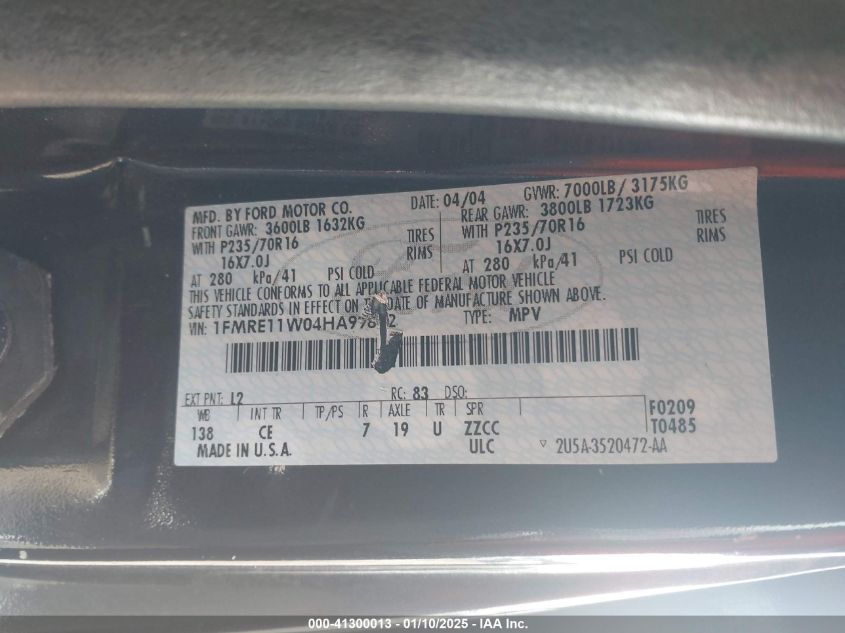 MFD. BY FORD MOTOR CO. DATE: 04/04 GVWR: 7000LB/ 3175KG
FRONT GAWR: 3600LB 1632KG REAR GAWR: 3800LB 1723KG
WITH P235/70R16 TIRES WITH P235/70R16 TIRES
16X7.0J RIMS 16X7.0J RIMS
AT 280 kPa/41 PSI COLD AT 280 kPa/41 PSI COLD
THIS VEHICLE CONFORMS TO ALL APPLICABLE FEDERAL MOTOR VEHICLE
SAFETY STANDARDS IN EFFECT ON DATE OF MANUFACTURE SHOWN ABOVE.
VIN: TYPE: MPV
EXT PNT: L2 RC: 83 DSO:
WB INT TR TP/PS R AXLE TR SPR F0209
138 CE 7 19 U ZZCC T0485
MADE IN U.S.A. ULC 2U5A-3520472-AA
000-41300013 - 01/10/2025 - IAA Inc.